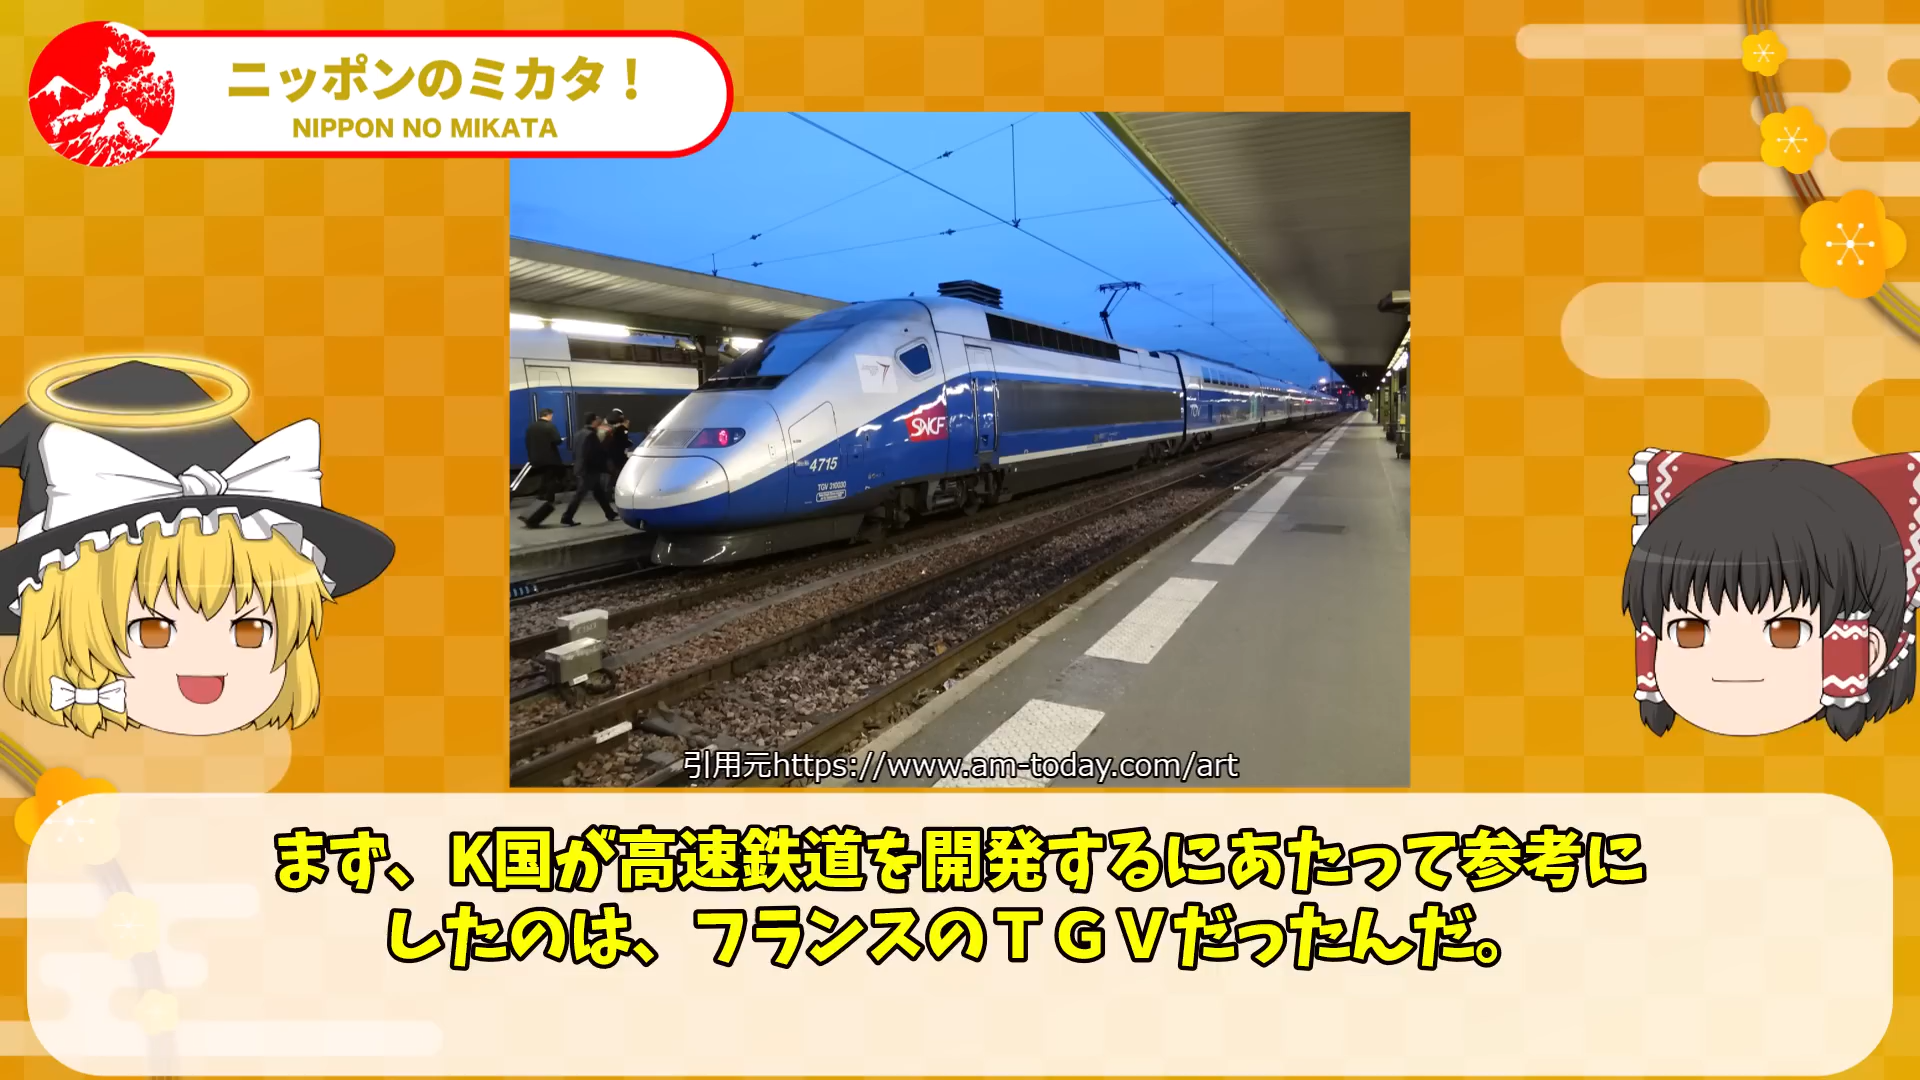 ニッポンのミカタ！
NIPPON NO MIKATA
SNCF
4715
TGV 310030
TGV
引用元https://www.am-today.com/art
まず、K国が高速鉄道を開発するにあたって参考に
したのは、フランスのＴＧＶだったんだ。